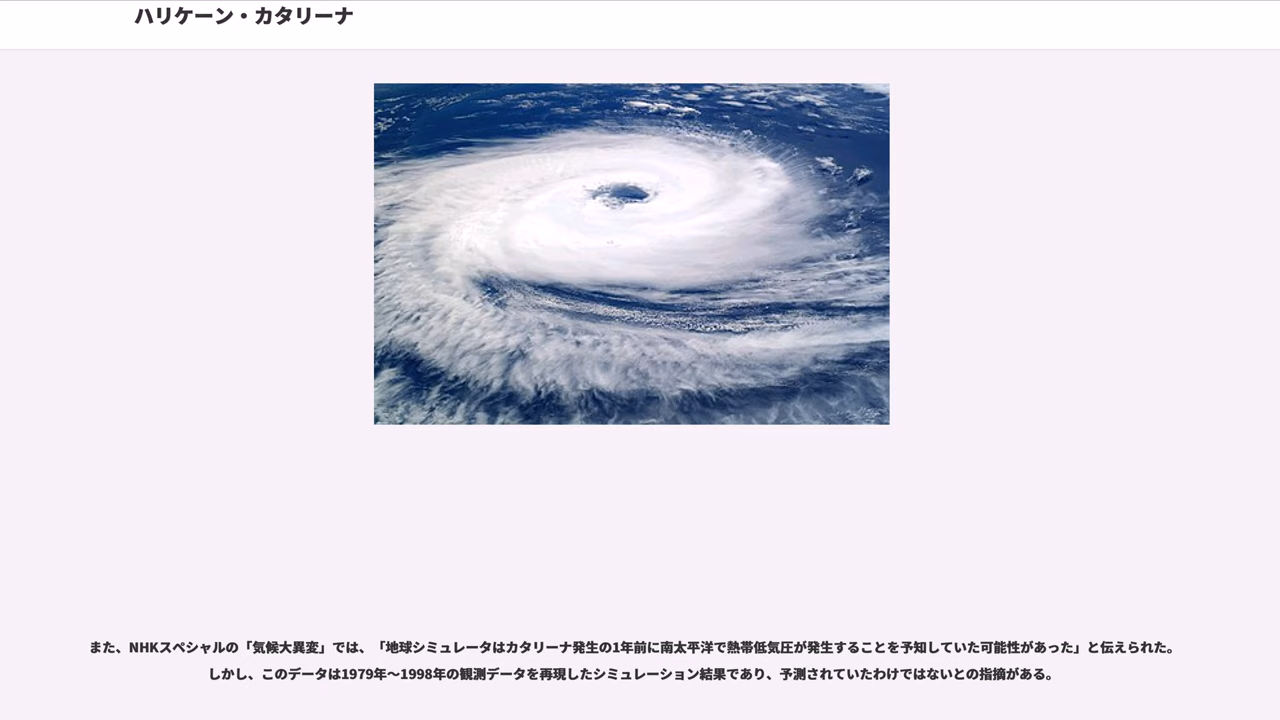 ハリケーン・カタリーナ
また、NHKスペシャルの「気候大異変」では、「地球シミュレータはカタリーナ発生の1年前に南太平洋で熱帯低気圧が発生することを予知していた可能性があった」と伝えられた。
しかし、このデータは1979年〜1998年の観測データを再現したシミュレーション結果であり、予測されていたわけではないとの指摘がある。